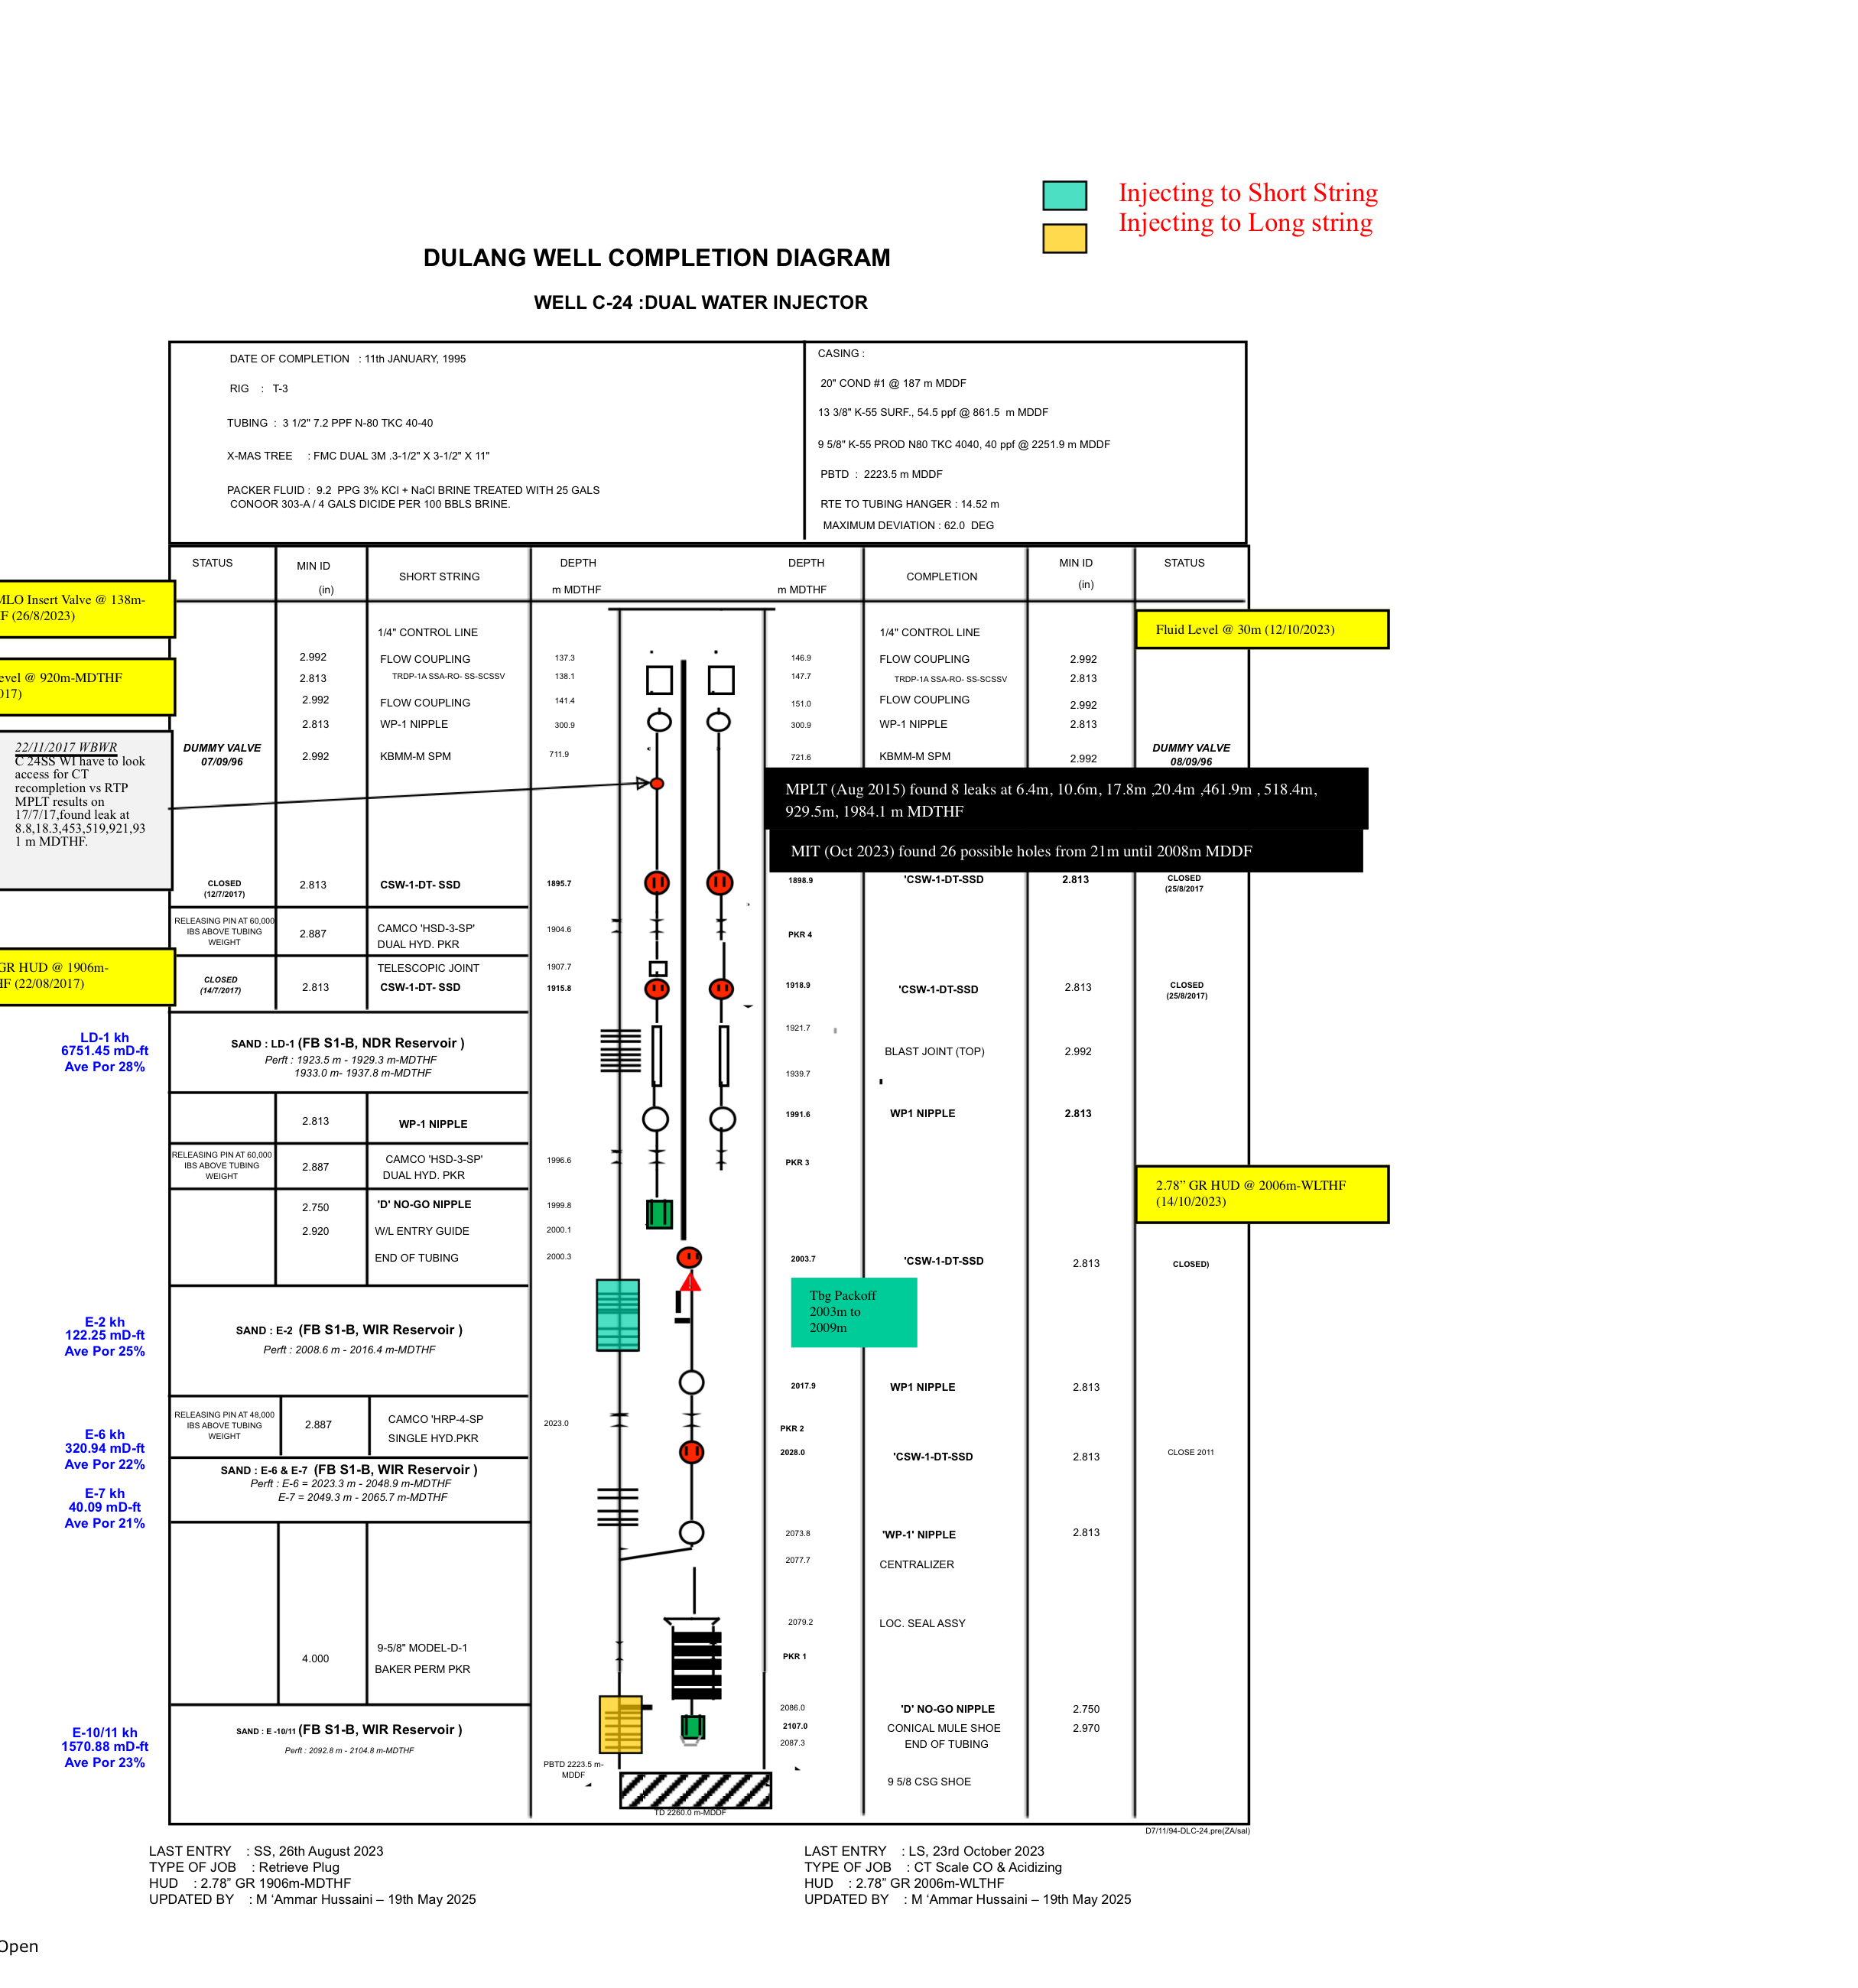 Injecting to Short String
Injecting to Long string
DULANG WELL COMPLETION DIAGRAM
WELL C-24 :DUAL WATER INJECTOR
DATE OF COMPLETION : 11th JANUARY, 1995
RIG : T-3
TUBING : 3 1/2" 7.2 PPF N-80 TKC 40-40
X-MAS TREE : FMC DUAL 3M .3-1/2" X 3-1/2" X 11"
PACKER FLUID : 9.2 PPG 3% KCl + NaCl BRINE TREATED WITH 25 GALS
CONOOR 303-A / 4 GALS DICIDE PER 100 BBLS BRINE.
CASING :
20" COND #1 @ 187 m MDDF
13 3/8" K-55 SURF., 54.5 ppf @ 861.5 m MDDF
9 5/8" K-55 PROD N80 TKC 4040, 40 ppf @ 2251.9 m MDDF
PBTD : 2223.5 m MDDF
RTE TO TUBING HANGER : 14.52 m
MAXIMUM DEVIATION : 62.0 DEG
STATUS MIN ID (in) SHORT STRING DEPTH m MDTHF DEPTH m MDTHF COMPLETION MIN ID (in) STATUS
MLO Insert Valve @ 138m-
F (26/8/2023)
1/4" CONTROL LINE 1/4" CONTROL LINE
Fluid Level @ 30m (12/10/2023)
2.992 FLOW COUPLING 137.3 146.9 FLOW COUPLING 2.992
2.813 TRDP-1A SSA-RO- SS-SCSSV 138.1 147.7 TRDP-1A SSA-RO- SS-SCSSV 2.813
evel @ 920m-MDTHF
017)
2.992 FLOW COUPLING 141.4 151.0 FLOW COUPLING 2.992
2.813 WP-1 NIPPLE 300.9 300.9 WP-1 NIPPLE 2.813
22/11/2017 WBWR
C 24SS WI have to look
access for CT
recompletion vs RTP
MPLT results on
17/7/17,found leak at
8.8,18.3,453,519,921,93
1 m MDTHF.
DUMMY VALVE
07/09/96
2.992 KBMM-M SPM 711.9 721.6 KBMM-M SPM 2.992
DUMMY VALVE
08/09/96
MPLT (Aug 2015) found 8 leaks at 6.4m, 10.6m, 17.8m ,20.4m ,461.9m , 518.4m,
929.5m, 1984.1 m MDTHF
MIT (Oct 2023) found 26 possible holes from 21m until 2008m MDDF
CLOSED
(12/7/2017)
2.813 CSW-1-DT- SSD 1895.7 1898.9 'CSW-1-DT-SSD 2.813
CLOSED
(25/8/2017
RELEASING PIN AT 60,000
IBS ABOVE TUBING
WEIGHT
2.887 CAMCO 'HSD-3-SP'
DUAL HYD. PKR
1904.6 PKR 4
GR HUD @ 1906m-
HF (22/08/2017)
TELESCOPIC JOINT 1907.7
CLOSED
(14/7/2017)
2.813 CSW-1-DT- SSD 1915.8 1918.9 'CSW-1-DT-SSD 2.813
CLOSED
(25/8/2017)
LD-1 kh
6751.45 mD-ft
Ave Por 28%
SAND : LD-1 (FB S1-B, NDR Reservoir )
Perft : 1923.5 m - 1929.3 m-MDTHF
1933.0 m- 1937.8 m-MDTHF
1921.7
BLAST JOINT (TOP) 2.992
1939.7
2.813 WP-1 NIPPLE 1991.6 WP1 NIPPLE 2.813
RELEASING PIN AT 60,000
IBS ABOVE TUBING
WEIGHT
2.887 CAMCO 'HSD-3-SP'
DUAL HYD. PKR
1996.6 PKR 3
2.78” GR HUD @ 2006m-WLTHF
(14/10/2023)
2.750 'D' NO-GO NIPPLE 1999.8
2.920 W/L ENTRY GUIDE 2000.1
END OF TUBING 2000.3
2003.7 'CSW-1-DT-SSD 2.813 CLOSED)
Tbg Packoff
2003m to
2009m
E-2 kh
122.25 mD-ft
Ave Por 25%
SAND : E-2 (FB S1-B, WIR Reservoir )
Perft : 2008.6 m - 2016.4 m-MDTHF
2017.9 WP1 NIPPLE 2.813
RELEASING PIN AT 48,000
IBS ABOVE TUBING
WEIGHT
2.887 CAMCO 'HRP-4-SP
SINGLE HYD.PKR
2023.0 PKR 2
2028.0 'CSW-1-DT-SSD 2.813 CLOSE 2011
E-6 kh
320.94 mD-ft
Ave Por 22%
SAND : E-6 & E-7 (FB S1-B, WIR Reservoir )
Perft : E-6 = 2023.3 m - 2048.9 m-MDTHF
E-7 = 2049.3 m - 2065.7 m-MDTHF
E-7 kh
40.09 mD-ft
Ave Por 21%
2073.8 'WP-1' NIPPLE 2.813
2077.7 CENTRALIZER
2079.2 LOC. SEAL ASSY
4.000 9-5/8" MODEL-D-1
BAKER PERM PKR
PKR 1
2086.0 'D' NO-GO NIPPLE 2.750
2107.0 CONICAL MULE SHOE 2.970
2087.3 END OF TUBING
E-10/11 kh
1570.88 mD-ft
Ave Por 23%
SAND : E -10/11 (FB S1-B, WIR Reservoir )
Perft : 2092.8 m - 2104.8 m-MDTHF
PBTD 2223.5 m-
MDDF
9 5/8 CSG SHOE
TD 2260.0 m-MDDF
D7/11/94-DLC-24.pre(ZA/sal)
LAST ENTRY : SS, 26th August 2023
TYPE OF JOB : Retrieve Plug
HUD : 2.78” GR 1906m-MDTHF
UPDATED BY : M ‘Ammar Hussaini – 19th May 2025
LAST ENTRY : LS, 23rd October 2023
TYPE OF JOB : CT Scale CO & Acidizing
HUD : 2.78” GR 2006m-WLTHF
UPDATED BY : M ‘Ammar Hussaini – 19th May 2025
Open